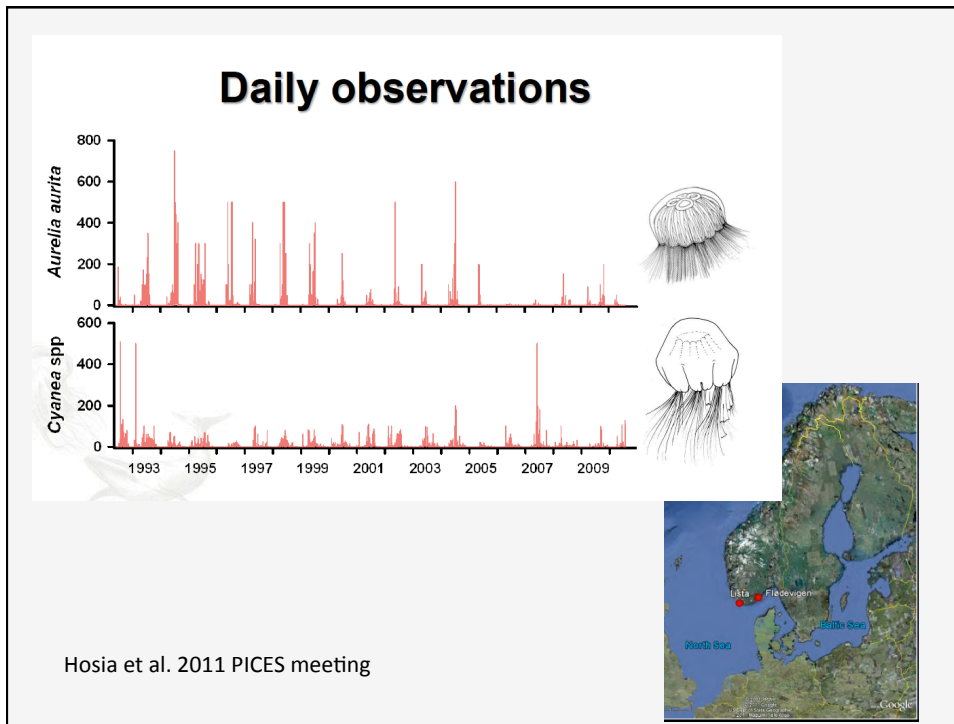 Daily observations
Aurelia aurita
800
600
400
200
0
Cyanea spp
600
400
200
0
1993 1995 1997 1999 2001 2003 2005 2007 2009
Lista Flødevigen
Baltic Sea
North Sea
Google
Hosia et al. 2011 PICES meeting